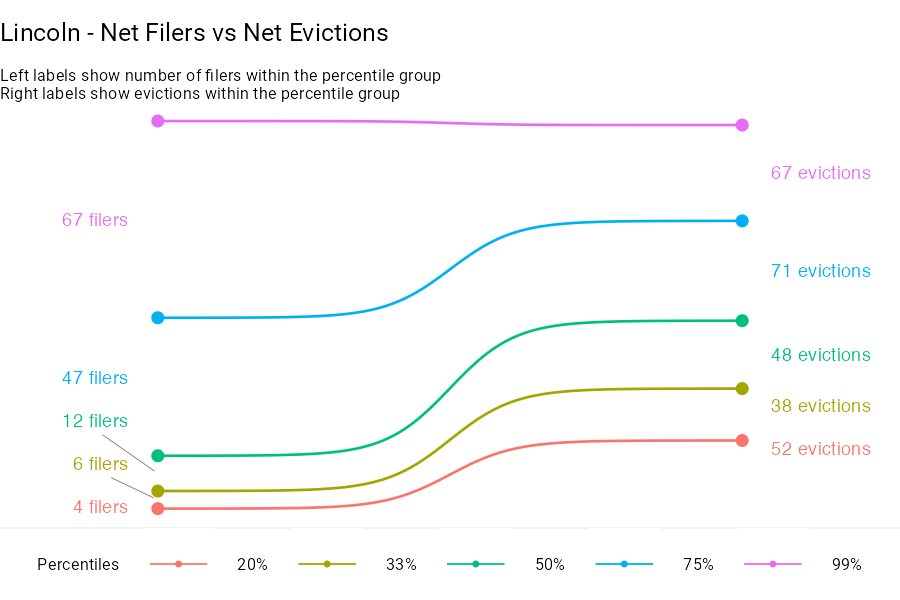 Lincoln - Net Filers vs Net Evictions
Left labels show number of filers within the percentile group
Right labels show evictions within the percentile group
67 evictions
67 filers
71 evictions
48 evictions
47 filers
38 evictions
12 filers
52 evictions
6 filers
4 filers
Percentiles 20% 33% 50% 75% 99%